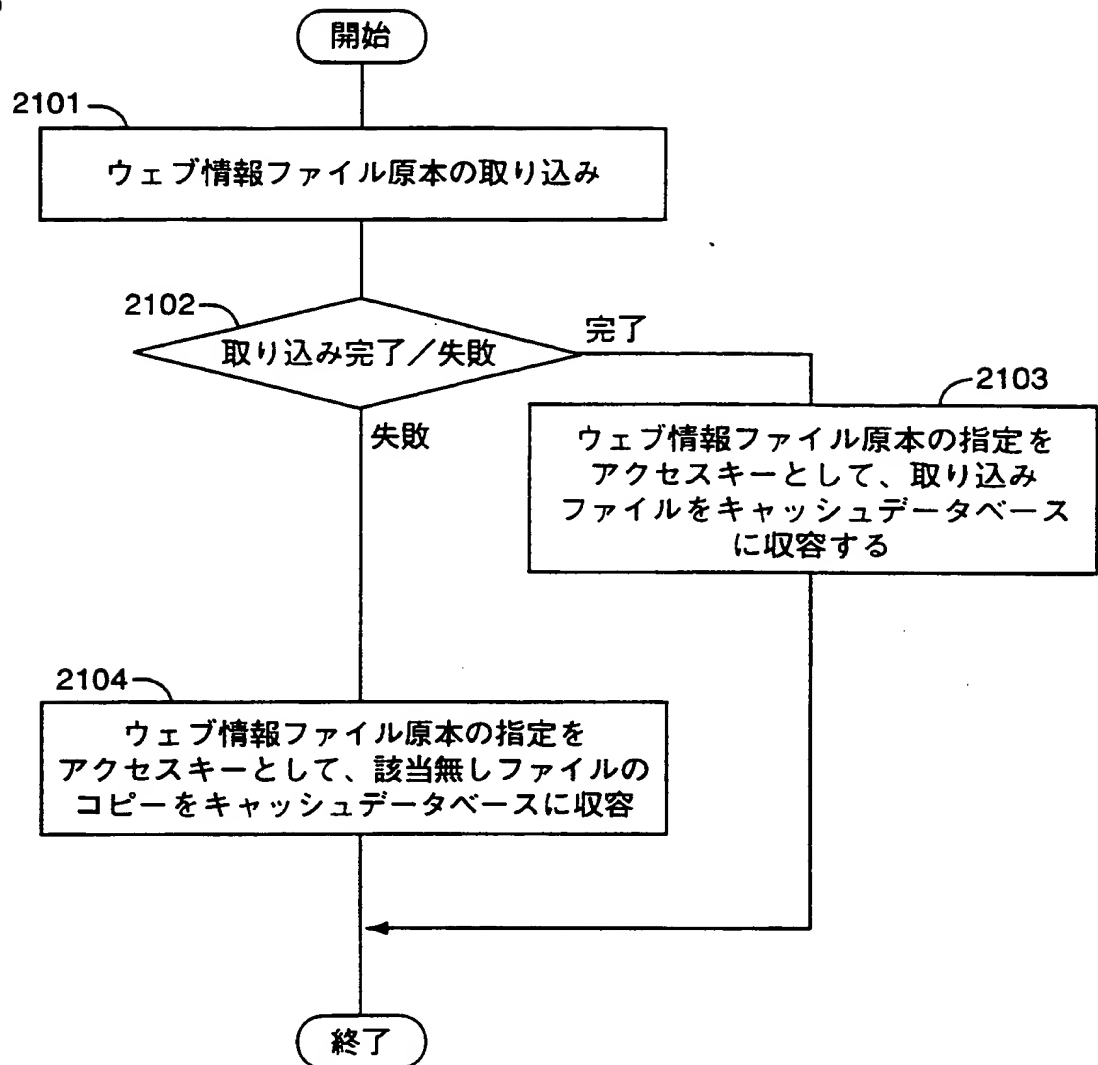 開始
2101
ウェブ情報ファイル原本の取り込み
2102
取り込み完了/失敗
完了
失敗
2103
ウェブ情報ファイル原本の指定を
アクセスキーとして、取り込み
ファイルをキャッシュデータベース
に収容する
2104
ウェブ情報ファイル原本の指定を
アクセスキーとして、該当無しファイルの
コピーをキャッシュデータベースに収容
終了